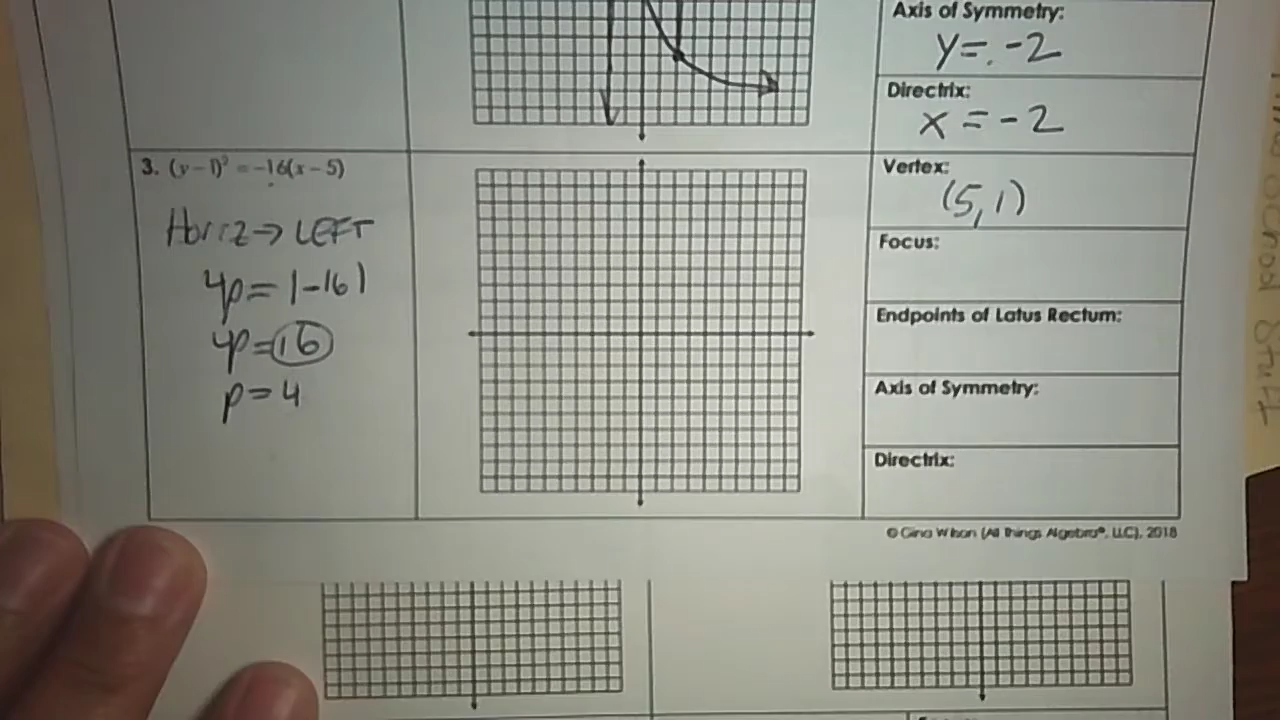 Axis of Symmetry:
y = -2
Directrix:
x = -2
3. (y – 1)² = –16(x – 5)
Horiz → LEFT
4p = |-16|
4p = 16
p = 4
Vertex:
(5, 1)
Focus:
Endpoints of Latus Rectum:
Axis of Symmetry:
Directrix:
© Gina Wilson (All Things Algebra®, LLC), 2018